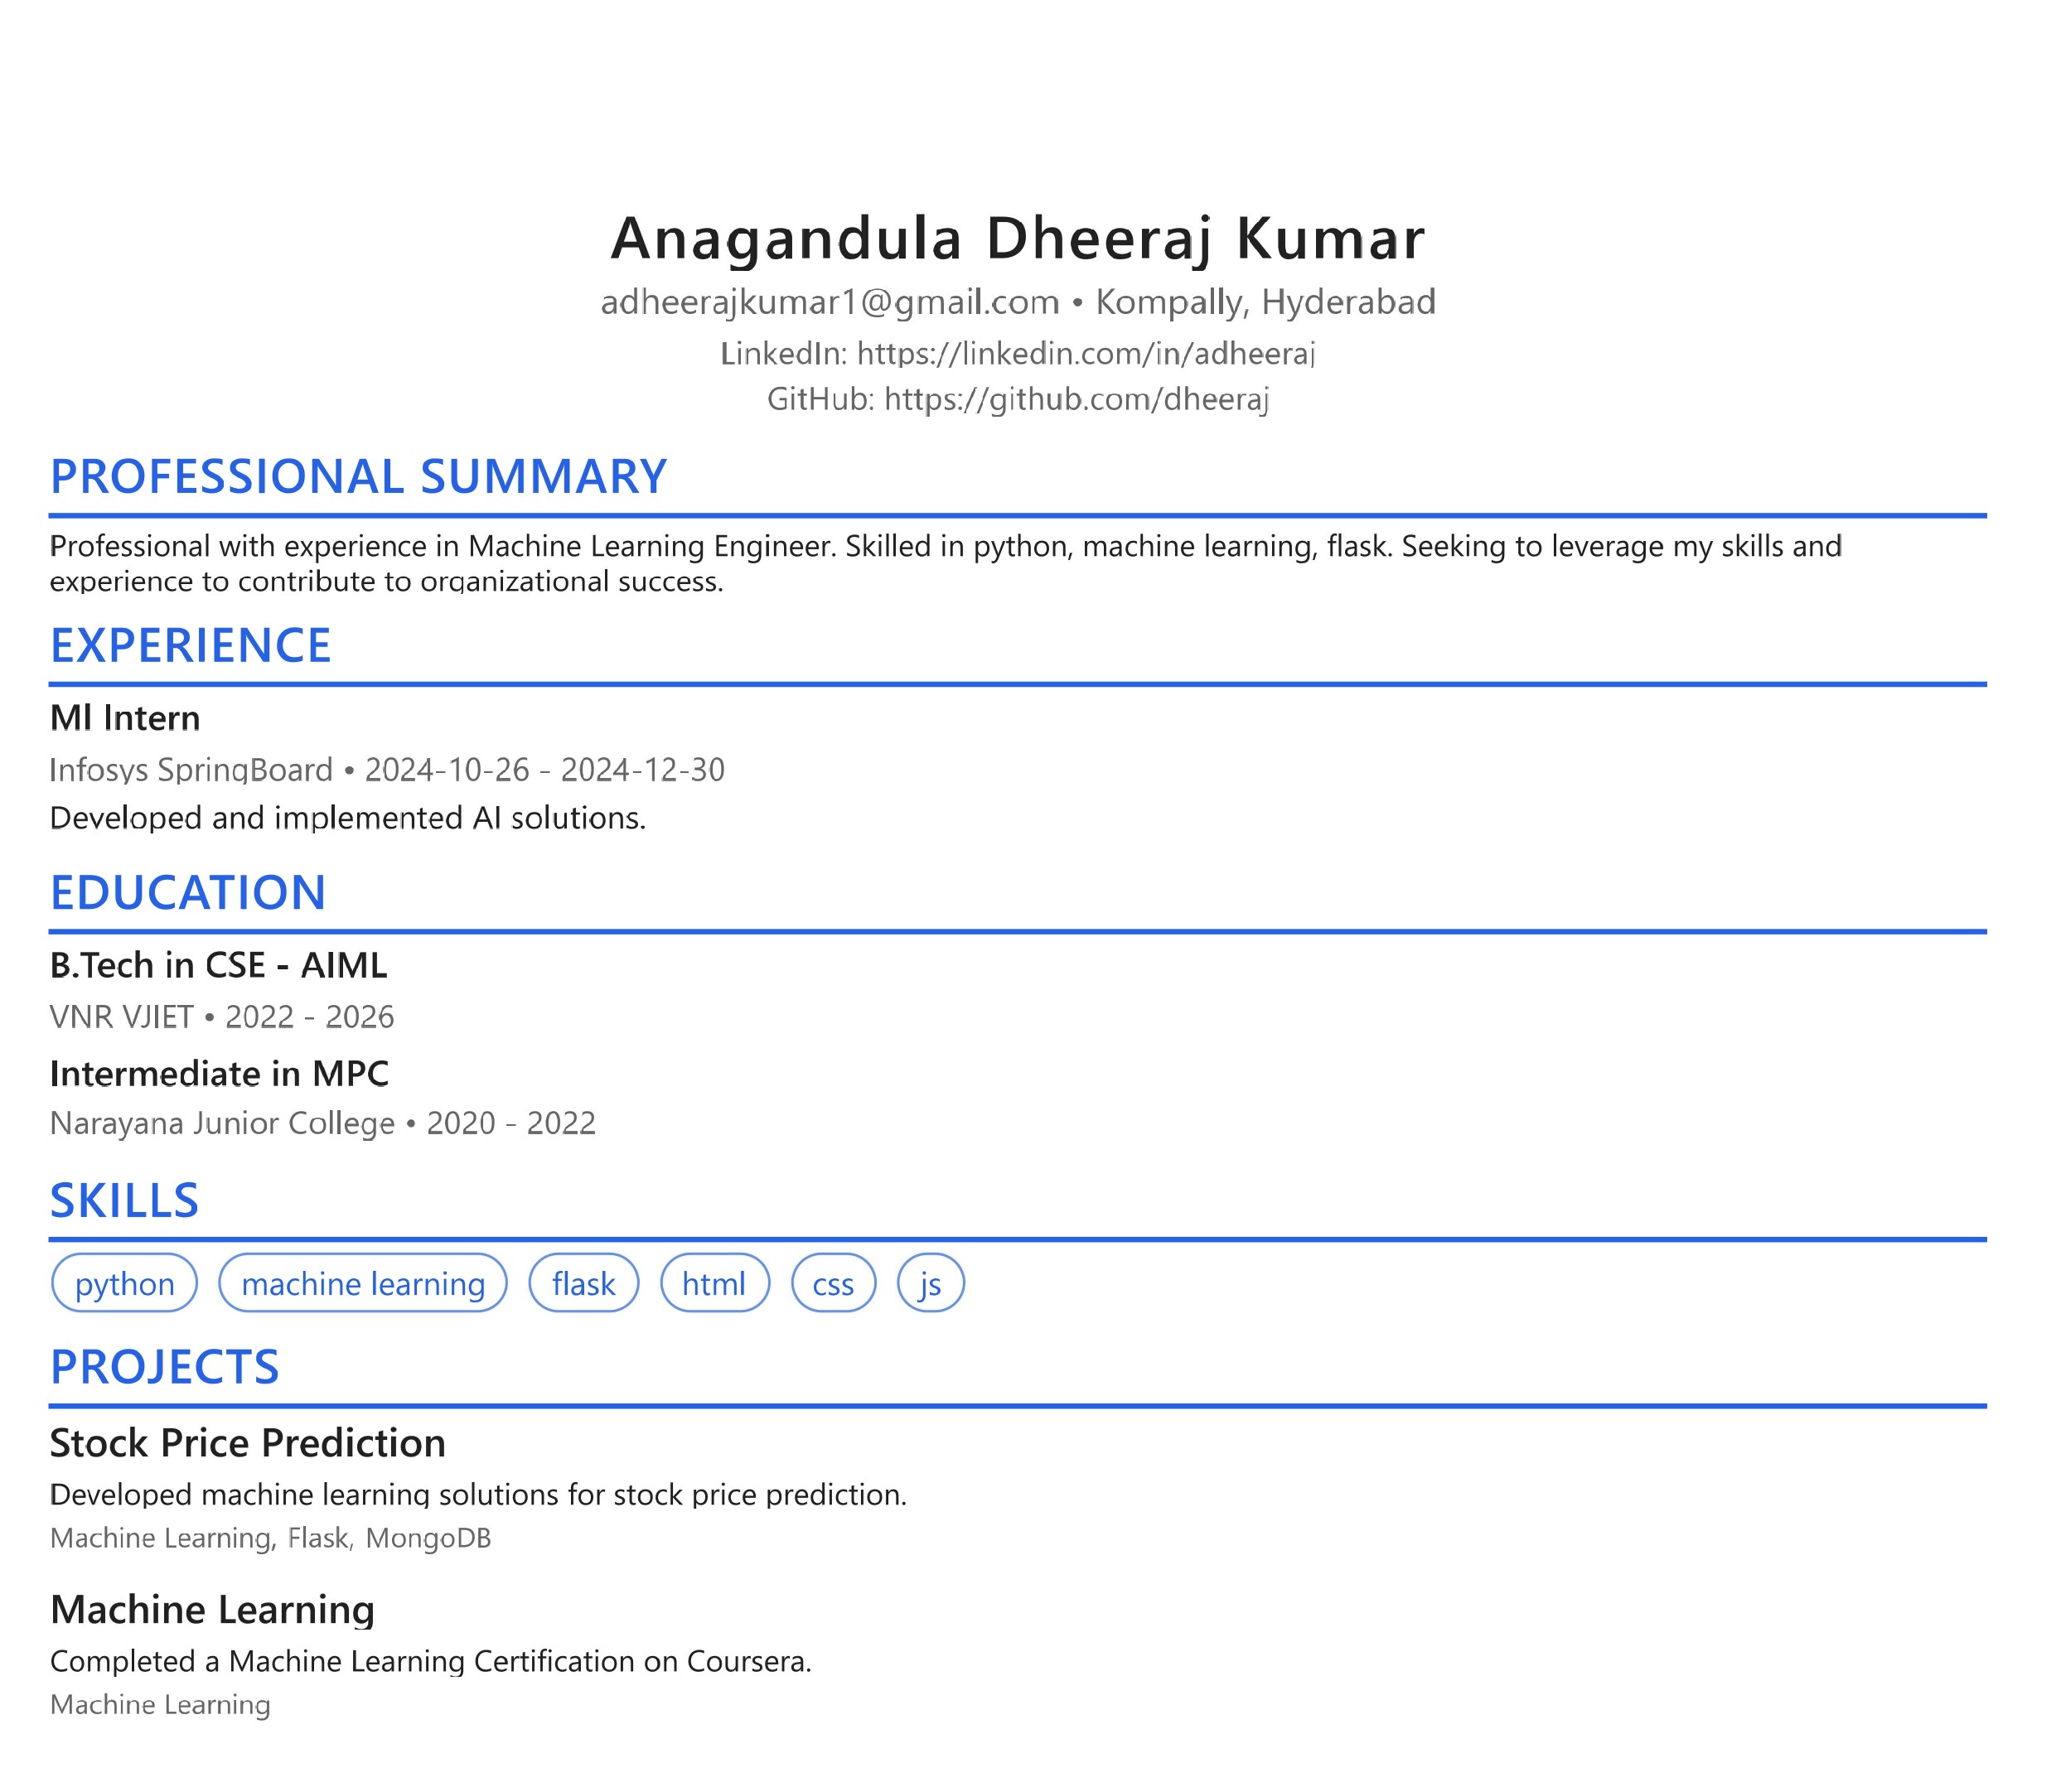 Anagandula Dheeraj Kumar
adheerajkumar1@gmail.com • Kompally, Hyderabad
LinkedIn: https://linkedin.com/in/adheeraj
GitHub: https://github.com/dheeraj
PROFESSIONAL SUMMARY
Professional with experience in Machine Learning Engineer. Skilled in python, machine learning, flask. Seeking to leverage my skills and
experience to contribute to organizational success.
EXPERIENCE
Ml Intern
Infosys SpringBoard • 2024-10-26 - 2024-12-30
Developed and implemented AI solutions.
EDUCATION
B.Tech in CSE - AIML
VNR VJIET • 2022 - 2026
Intermediate in MPC
Narayana Junior College • 2020 - 2022
SKILLS
python machine learning flask html css js
PROJECTS
Stock Price Prediction
Developed machine learning solutions for stock price prediction.
Machine Learning, Flask, MongoDB
Machine Learning
Completed a Machine Learning Certification on Coursera.
Machine Learning